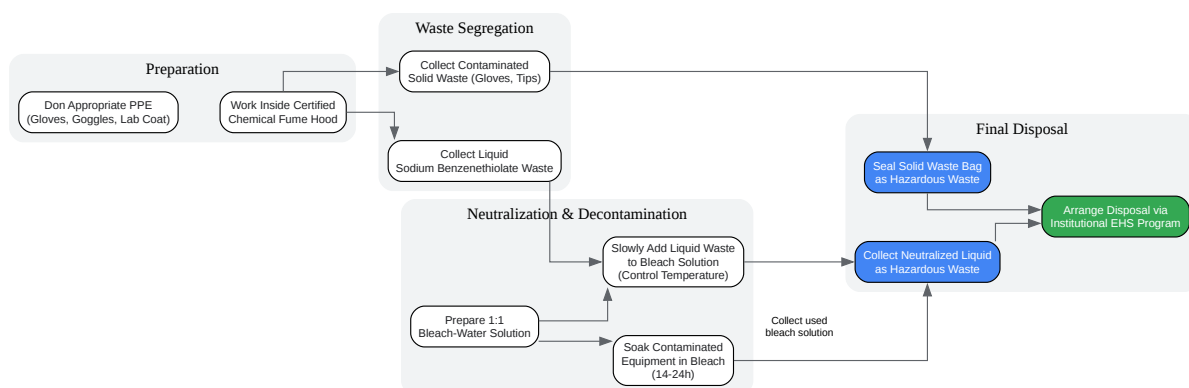 Waste Segregation
Collect Contaminated
Solid Waste (Gloves, Tips)
Preparation
Don Appropriate PPE
(Gloves, Goggles, Lab Coat)
Work Inside Certified
Chemical Fume Hood
Collect Liquid
Sodium Benzenethiolate Waste
Final Disposal
Seal Solid Waste Bag
as Hazardous Waste
Arrange Disposal via
Institutional EHS Program
Collect Neutralized Liquid
as Hazardous Waste
Neutralization & Decontamination
Slowly Add Liquid Waste
to Bleach Solution
(Control Temperature)
Prepare 1:1
Bleach-Water Solution
Collect used
bleach solution
Soak Contaminated
Equipment in Bleach
(14-24h)